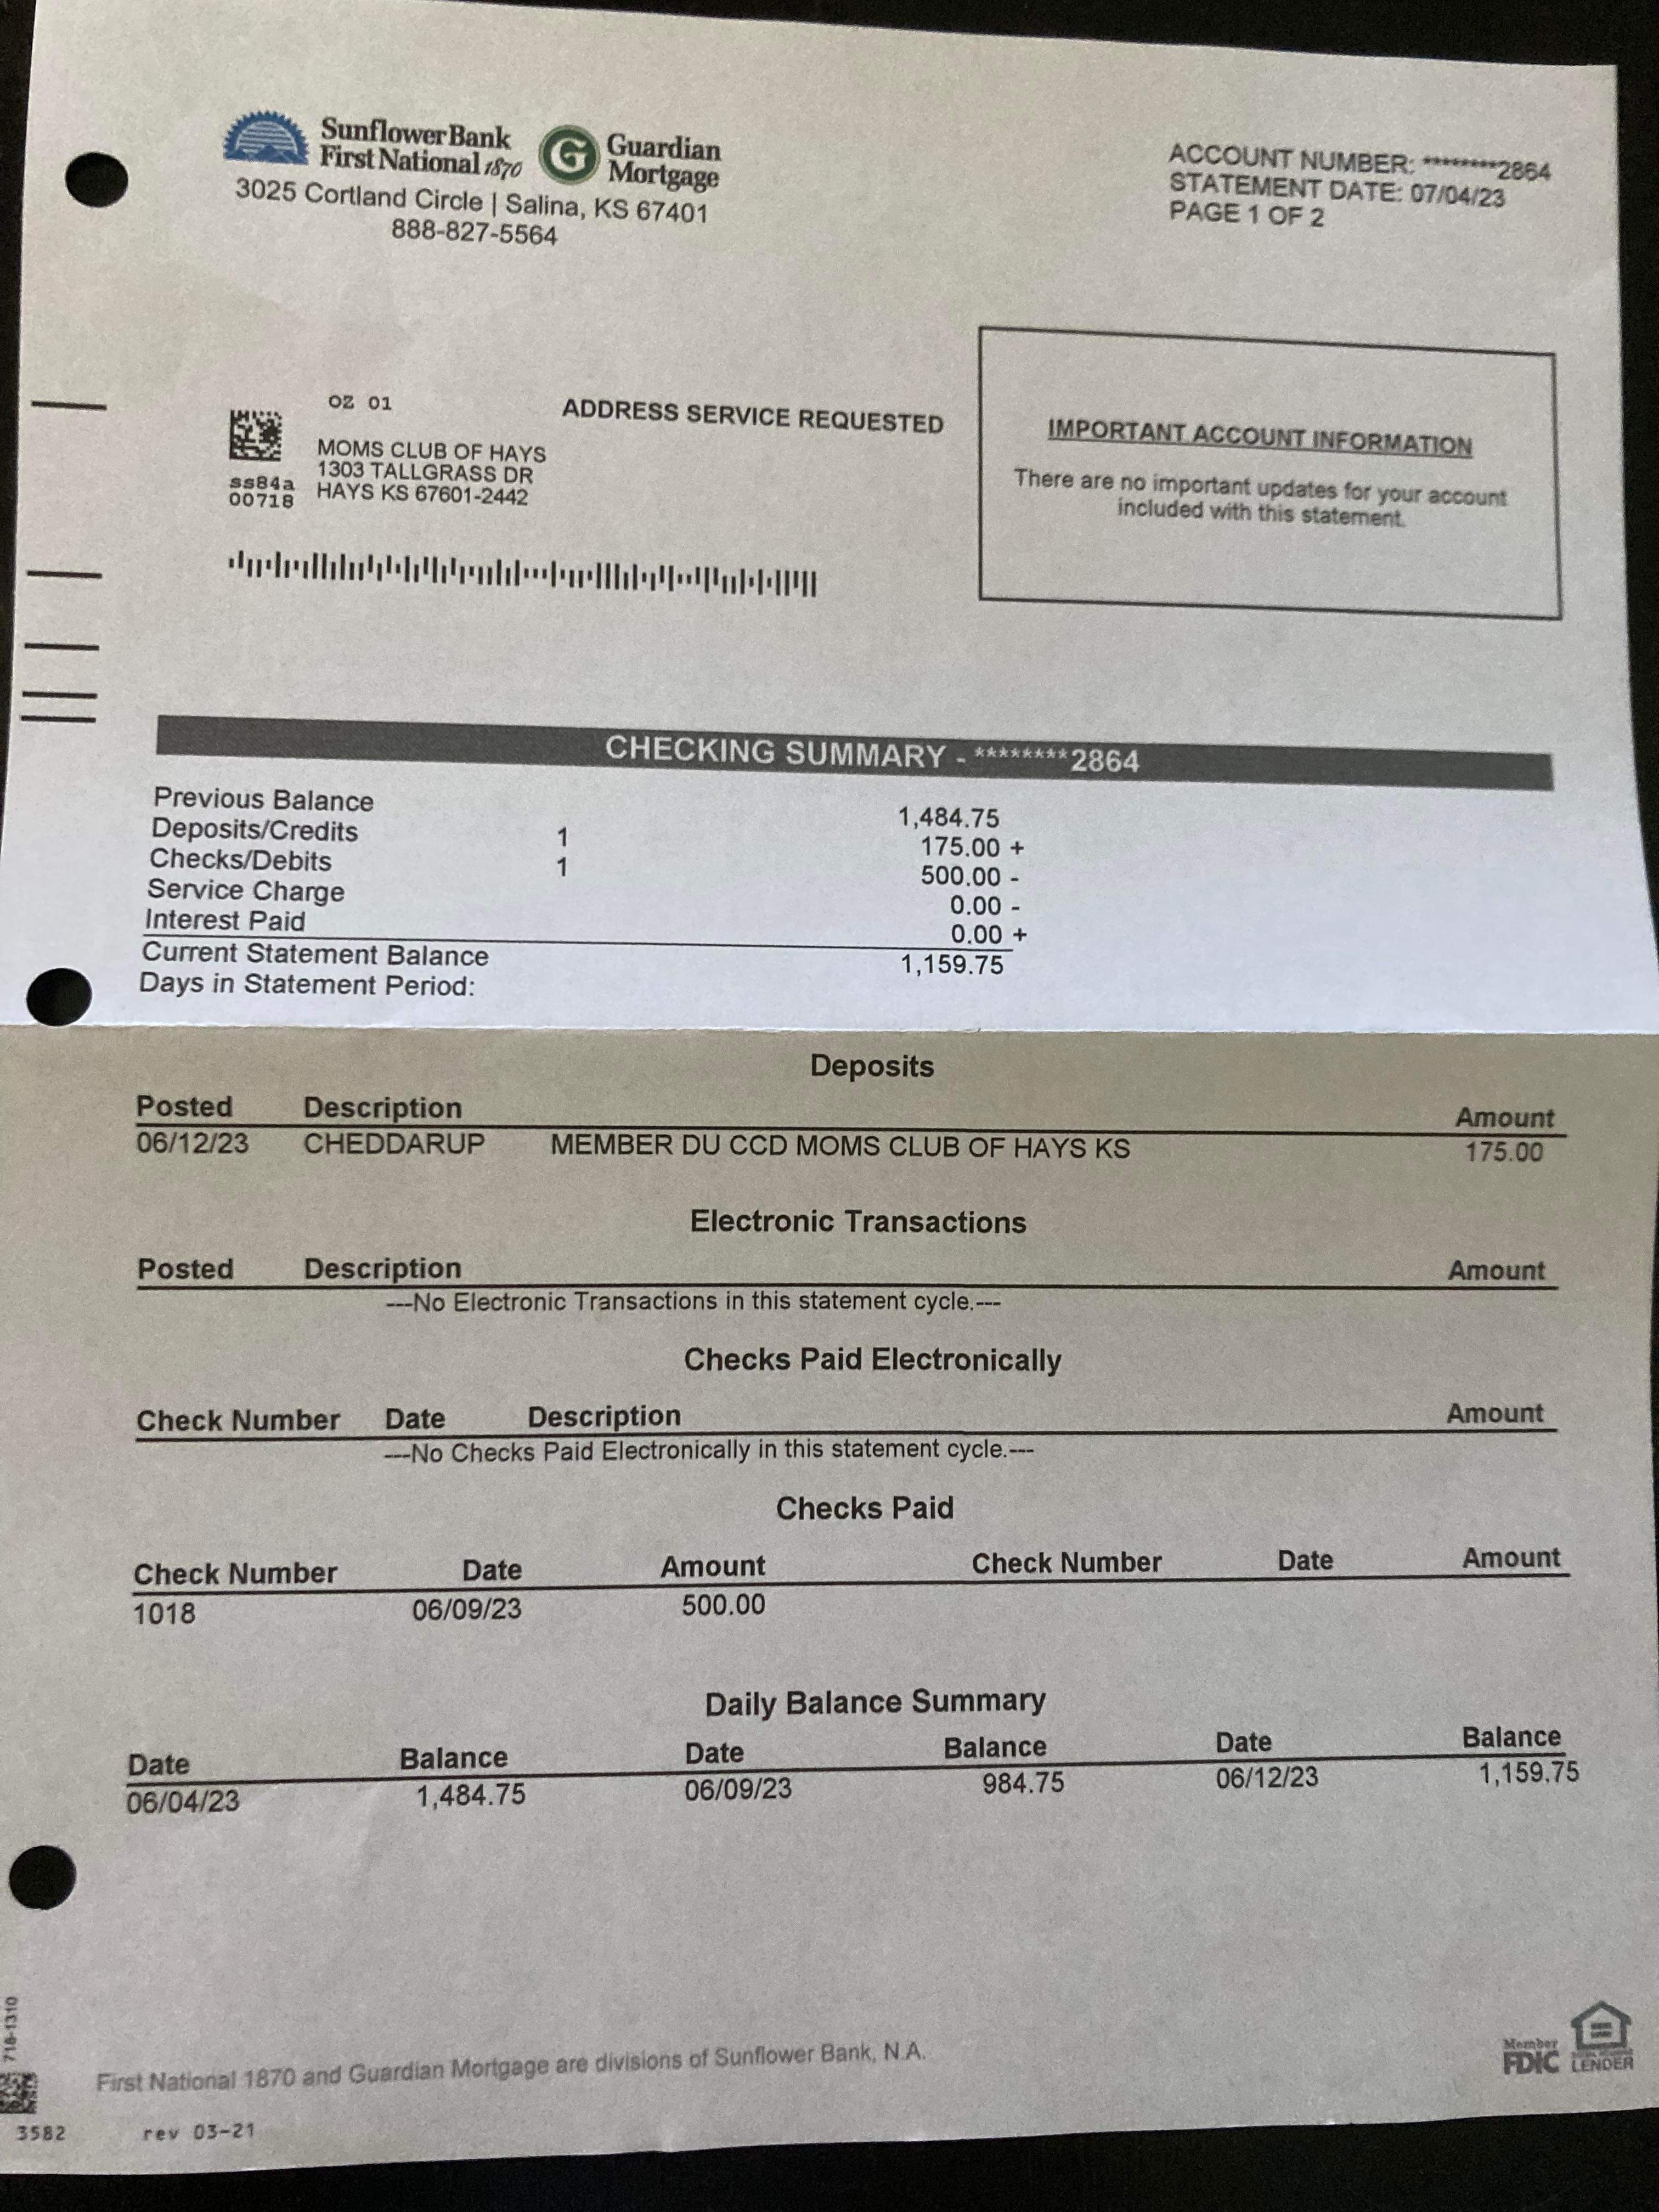 SunflowerBank
First National 1870
Guardian
Mortgage
3025 Cortland Circle | Salina, KS 67401
888-827-5564
ACCOUNT NUMBER: ********2864
STATEMENT DATE: 07/04/23
PAGE 1 OF 2
OZ 01
ADDRESS SERVICE REQUESTED
MOMS CLUB OF HAYS
1303 TALLGRASS DR
HAYS KS 67601-2442
ss84a
00718
IMPORTANT ACCOUNT INFORMATION
There are no important updates for your account
included with this statement.
CHECKING SUMMARY - ********2864
Previous Balance 1,484.75
Deposits/Credits 1 175.00 +
Checks/Debits 1 500.00 -
Service Charge 0.00 -
Interest Paid 0.00 +
Current Statement Balance 1,159.75
Days in Statement Period:
Deposits
Posted Description Amount
06/12/23 CHEDDARUP MEMBER DU CCD MOMS CLUB OF HAYS KS 175.00
Electronic Transactions
Posted Description Amount
---No Electronic Transactions in this statement cycle.---
Checks Paid Electronically
Check Number Date Description Amount
---No Checks Paid Electronically in this statement cycle.---
Checks Paid
Check Number Date Amount Check Number Date Amount
1018 06/09/23 500.00
Daily Balance Summary
Date Balance Date Balance Date Balance
06/04/23 1,484.75 06/09/23 984.75 06/12/23 1,159.75
718-1310
First National 1870 and Guardian Mortgage are divisions of Sunflower Bank, N.A.
Member
FDIC
LENDER
3582 rev 03-21